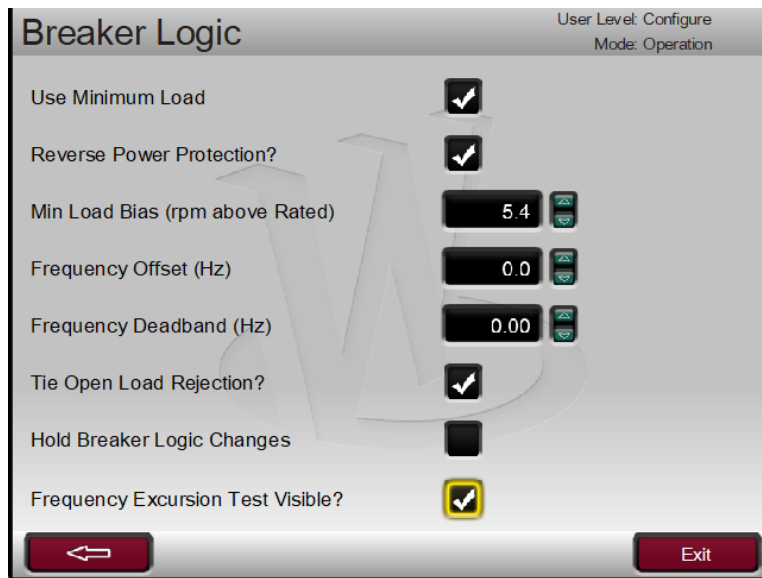 Breaker Logic
User Level: Configure
Mode: Operation
Use Minimum Load
Reverse Power Protection?
Min Load Bias (rpm above Rated) 5.4
Frequency Offset (Hz) 0.0
Frequency Deadband (Hz) 0.00
Tie Open Load Rejection?
Hold Breaker Logic Changes
Frequency Excursion Test Visible?
Exit